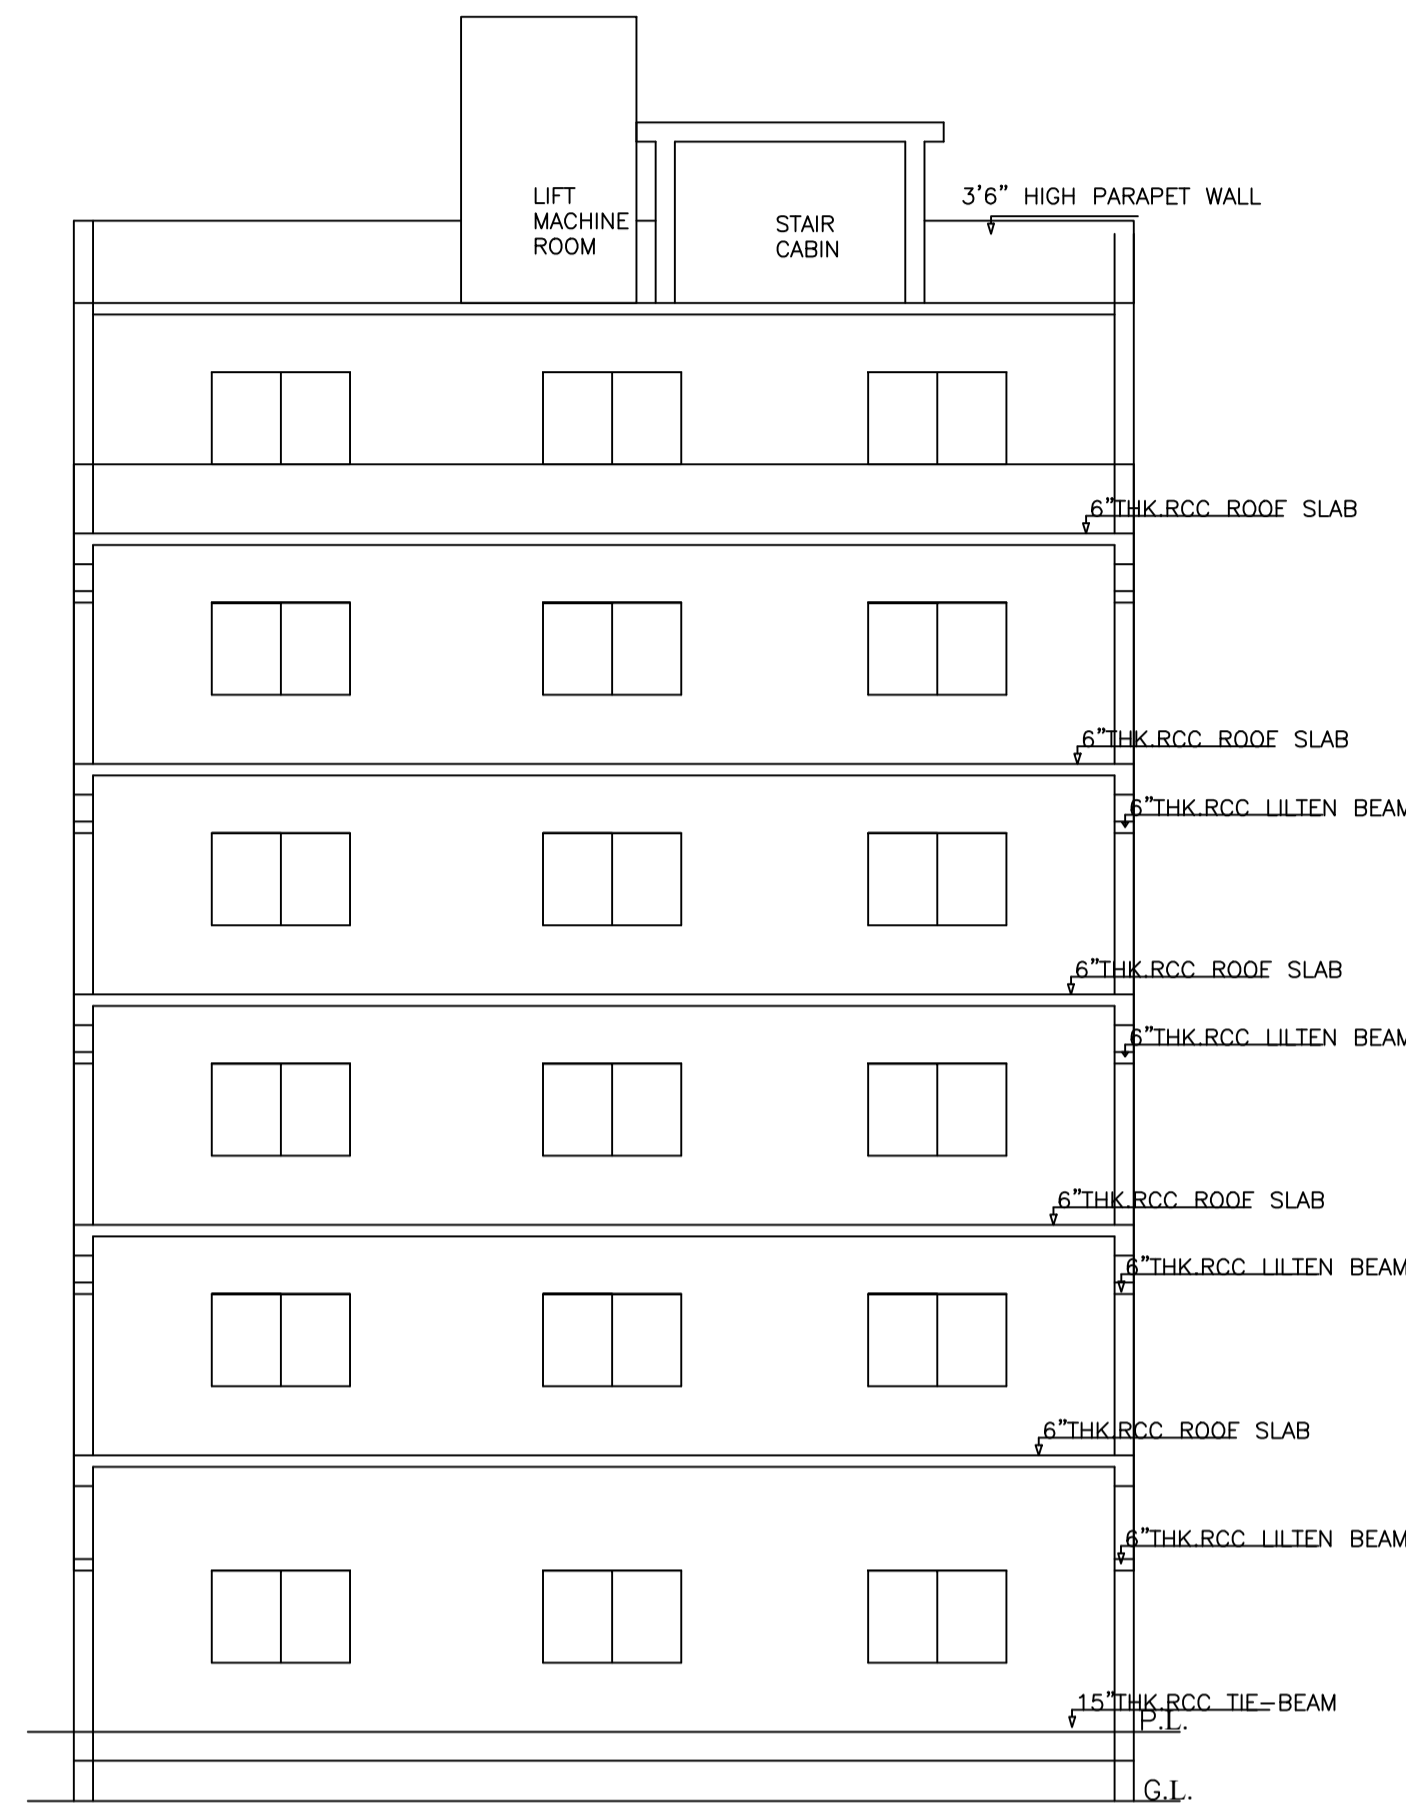 LIFT
MACHINE
ROOM
STAIR
CABIN
3'6" HIGH PARAPET WALL
6"THK.RCC ROOF SLAB
6"THK.RCC ROOF SLAB
6"THK.RCC LILTEN BEAM
6"THK.RCC ROOF SLAB
6"THK.RCC LILTEN BEAM
6"THK.RCC ROOF SLAB
6"THK.RCC LILTEN BEAM
6"THK.RCC ROOF SLAB
6"THK.RCC LILTEN BEAM
15"THK.RCC TIE-BEAM
P.L.
G.L.